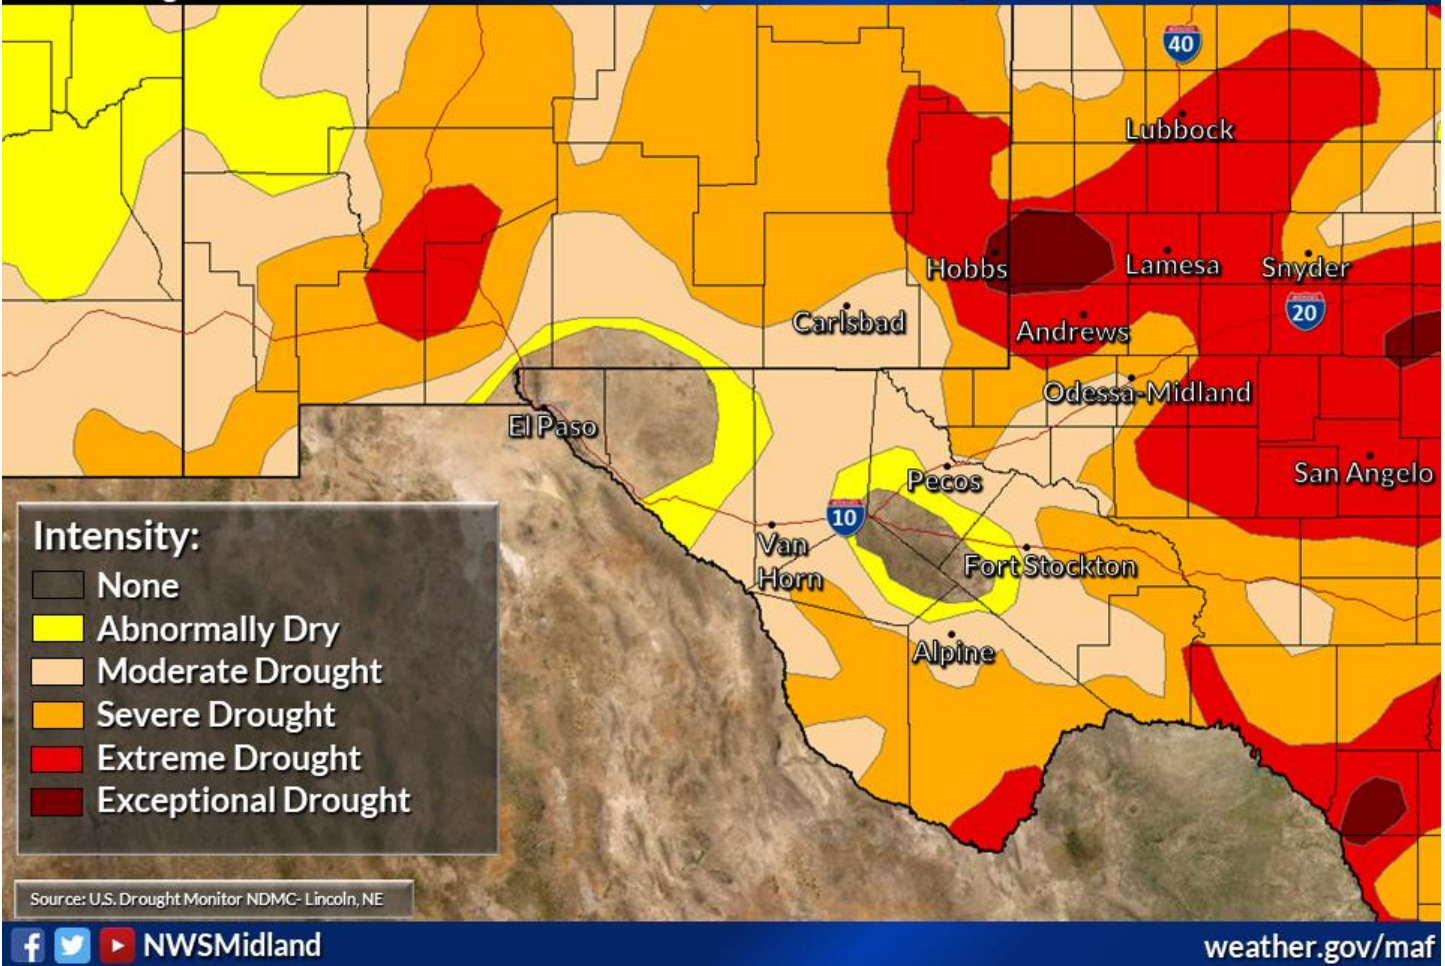 40
Lubbock
Hobbs
Lamesa
Snyder
20
Carlsbad
Andrews
Odessa-Midland
El Paso
San Angelo
Pecos
10
Van
Horn
Fort Stockton
Alpine
Intensity:
None
Abnormally Dry
Moderate Drought
Severe Drought
Extreme Drought
Exceptional Drought
Source: U.S. Drought Monitor NDMC- Lincoln, NE
NWSMidland
weather.gov/maf